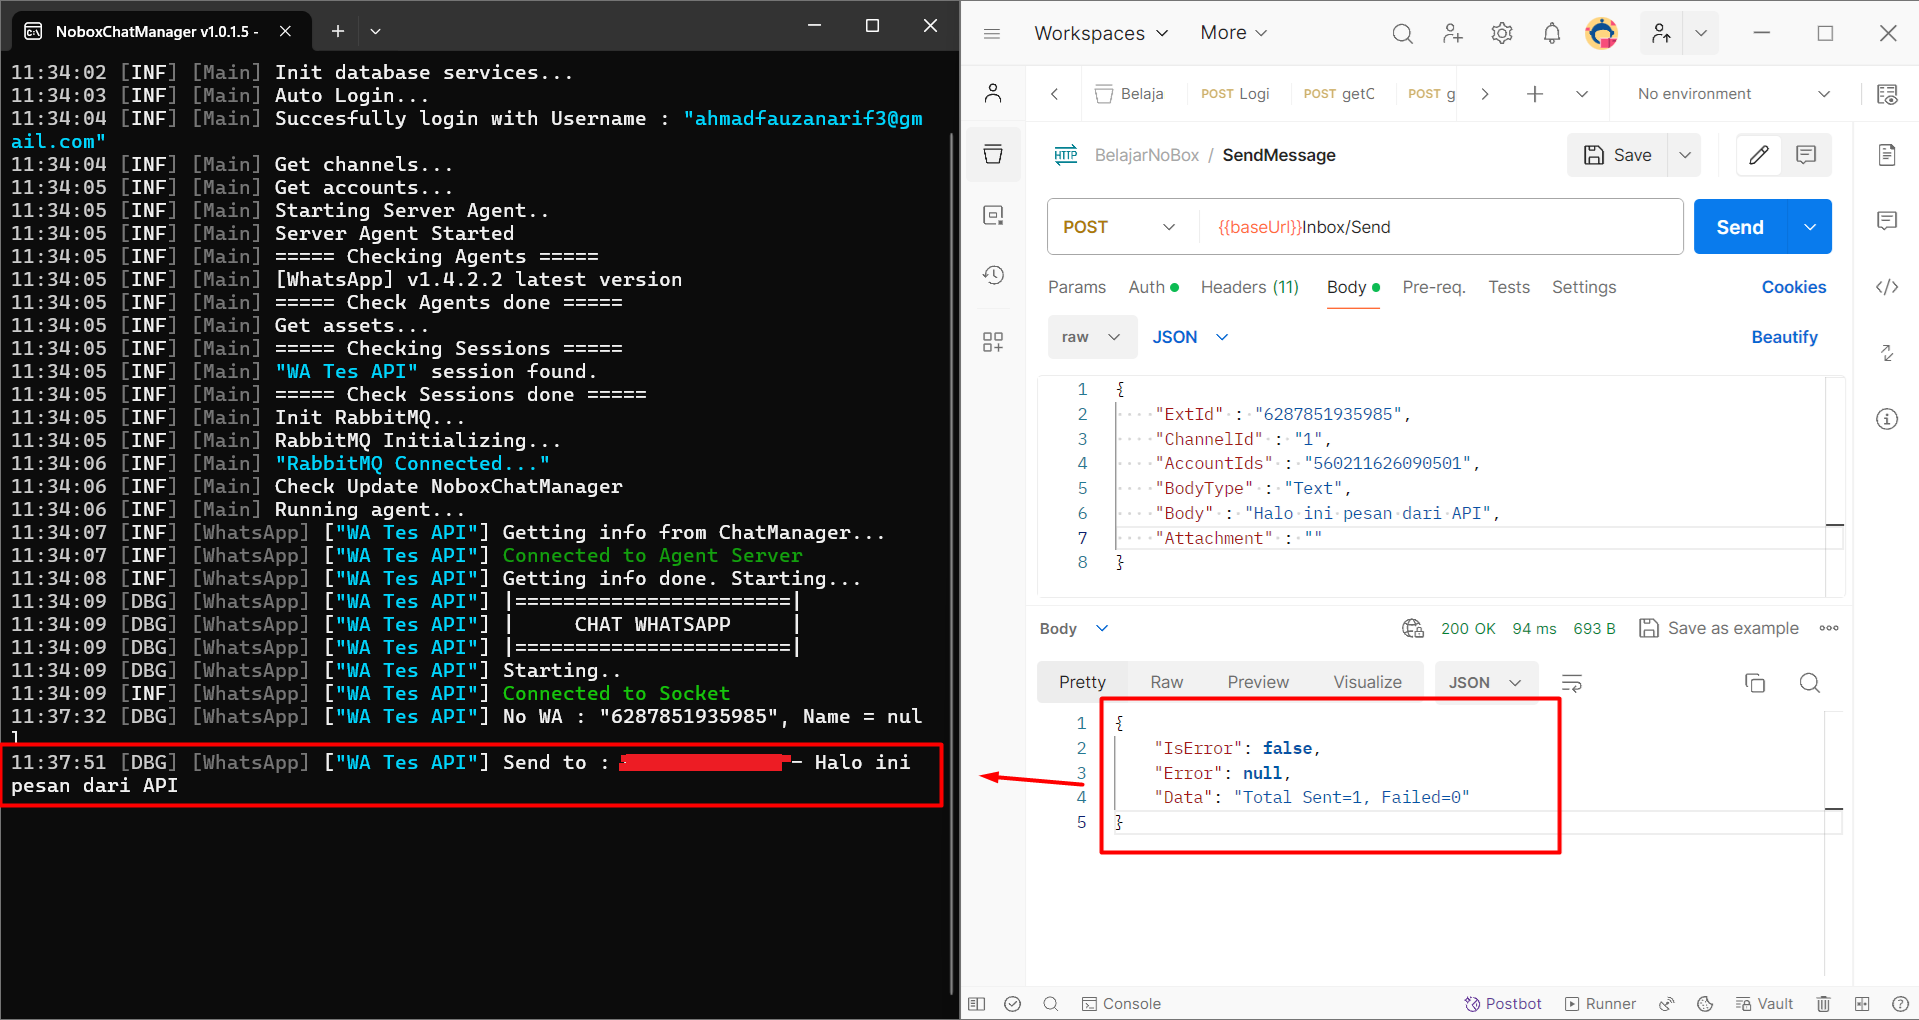 NoboxChatManager v1.0.1.5 -
11:34:02 [INF] [Main] Init database services...
11:34:03 [INF] [Main] Auto Login...
11:34:04 [INF] [Main] Succesfully login with Username : "ahmadfauzanarif3@gm
ail.com"
11:34:04 [INF] [Main] Get channels...
11:34:05 [INF] [Main] Get accounts...
11:34:05 [INF] [Main] Starting Server Agent..
11:34:05 [INF] [Main] Server Agent Started
11:34:05 [INF] [Main] ===== Checking Agents =====
11:34:05 [INF] [Main] [WhatsApp] v1.4.2.2 latest version
11:34:05 [INF] [Main] ===== Check Agents done =====
11:34:05 [INF] [Main] Get assets...
11:34:05 [INF] [Main] ===== Checking Sessions =====
11:34:05 [INF] [Main] "WA Tes API" session found.
11:34:05 [INF] [Main] ===== Check Sessions done =====
11:34:05 [INF] [Main] Init RabbitMQ...
11:34:05 [INF] [Main] RabbitMQ Initializing...
11:34:06 [INF] [Main] "RabbitMQ Connected..."
11:34:06 [INF] [Main] Check Update NoboxChatManager
11:34:06 [INF] [Main] Running agent...
11:34:07 [INF] [WhatsApp] ["WA Tes API"] Getting info from ChatManager...
11:34:07 [INF] [WhatsApp] ["WA Tes API"] Connected to Agent Server
11:34:08 [INF] [WhatsApp] ["WA Tes API"] Getting info done. Starting...
11:34:09 [DBG] [WhatsApp] ["WA Tes API"] |=======================|
11:34:09 [DBG] [WhatsApp] ["WA Tes API"] |     CHAT WHATSAPP     |
11:34:09 [DBG] [WhatsApp] ["WA Tes API"] |=======================|
11:34:09 [DBG] [WhatsApp] ["WA Tes API"] Starting..
11:34:09 [INF] [WhatsApp] ["WA Tes API"] Connected to Socket
11:37:32 [DBG] [WhatsApp] ["WA Tes API"] No WA : "6287851935985", Name = nul
l
11:37:51 [DBG] [WhatsApp] ["WA Tes API"] Send to : - Halo ini
pesan dari API
Workspaces More
Belaja POST Logi POST getC POST g No environment
HTTP BelajarNoBox / SendMessage Save
POST {{baseUrl}}Inbox/Send Send
Params Auth Headers (11) Body Pre-req. Tests Settings Cookies
raw JSON Beautify
1 {
2 "ExtId" : "6287851935985",
3 "ChannelId" : "1",
4 "AccountIds" : "560211626090501",
5 "BodyType" : "Text",
6 "Body" : "Halo ini pesan dari API",
7 "Attachment" : ""
8 }
Body 200 OK 94 ms 693 B Save as example
Pretty Raw Preview Visualize JSON
1 {
2 "IsError": false,
3 "Error": null,
4 "Data": "Total Sent=1, Failed=0"
5 }
Console Postbot Runner Vault